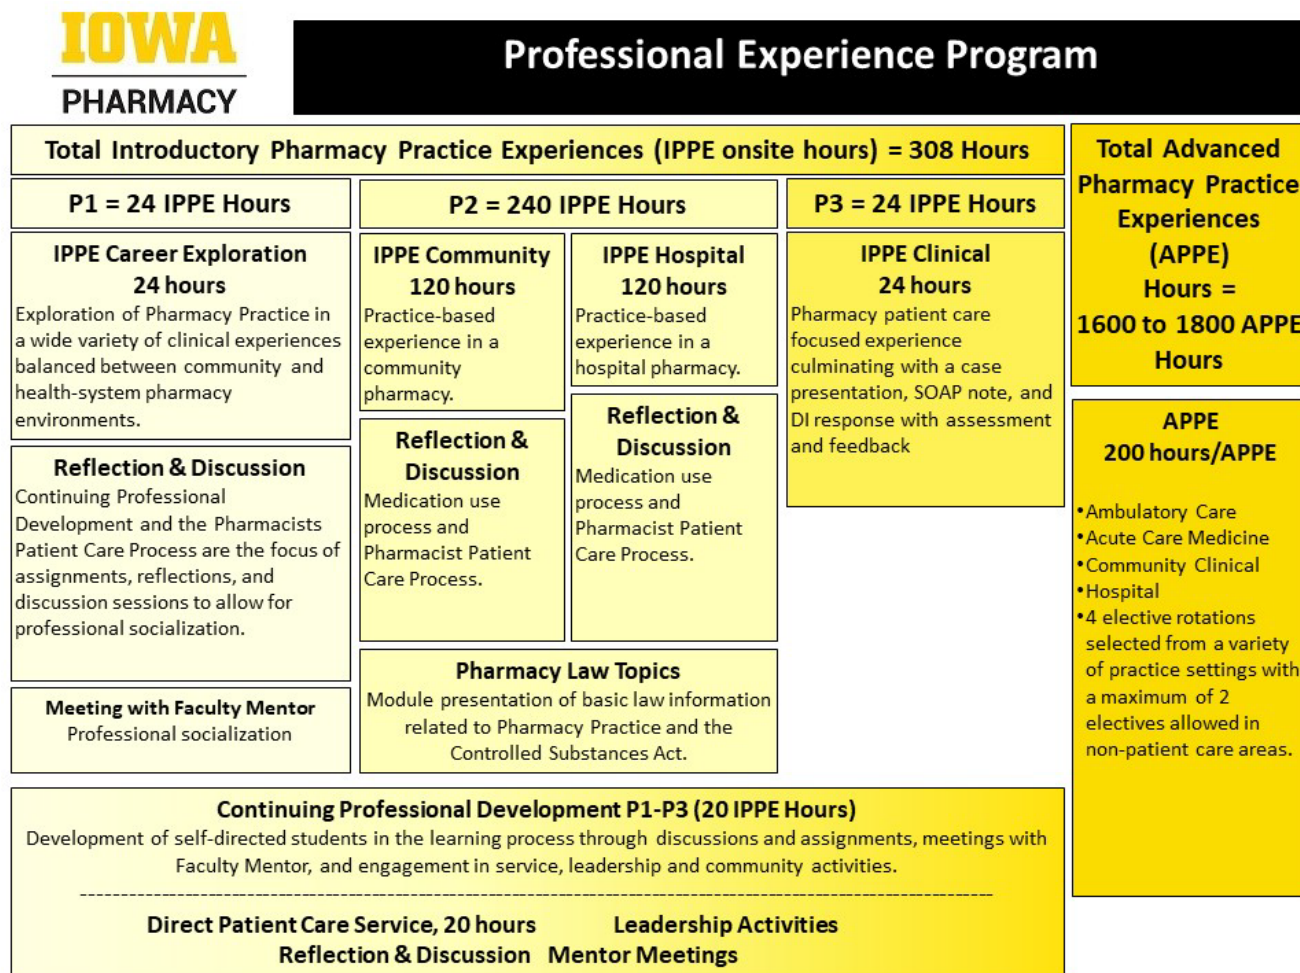 IOWA
PHARMACY
Professional Experience Program
Total Introductory Pharmacy Practice Experiences (IPPE onsite hours) = 308 Hours
P1 = 24 IPPE Hours
IPPE Career Exploration
24 hours
Exploration of Pharmacy Practice in
a wide variety of clinical experiences
balanced between community and
health-system pharmacy
environments.
Reflection & Discussion
Continuing Professional
Development and the Pharmacists
Patient Care Process are the focus of
assignments, reflections, and
discussion sessions to allow for
professional socialization.
Meeting with Faculty Mentor
Professional socialization
P2 = 240 IPPE Hours
IPPE Community
120 hours
Practice-based
experience in a
community
pharmacy.
Reflection &
Discussion
Medication use
process and
Pharmacist Patient
Care Process.
IPPE Hospital
120 hours
Practice-based
experience in a
hospital pharmacy.
Reflection &
Discussion
Medication use
process and
Pharmacist Patient
Care Process.
Pharmacy Law Topics
Module presentation of basic law information
related to Pharmacy Practice and the
Controlled Substances Act.
P3 = 24 IPPE Hours
IPPE Clinical
24 hours
Pharmacy patient care
focused experience
culminating with a case
presentation, SOAP note, and
DI response with assessment
and feedback
Continuing Professional Development P1-P3 (20 IPPE Hours)
Development of self-directed students in the learning process through discussions and assignments, meetings with
Faculty Mentor, and engagement in service, leadership and community activities.
Direct Patient Care Service, 20 hours Leadership Activities
Reflection & Discussion Mentor Meetings
Total Advanced
Pharmacy Practice
Experiences
(APPE)
Hours =
1600 to 1800 APPE
Hours
APPE
200 hours/APPE
•Ambulatory Care
•Acute Care Medicine
•Community Clinical
•Hospital
•4 elective rotations
selected from a variety
of practice settings with
a maximum of 2
electives allowed in
non-patient care areas.